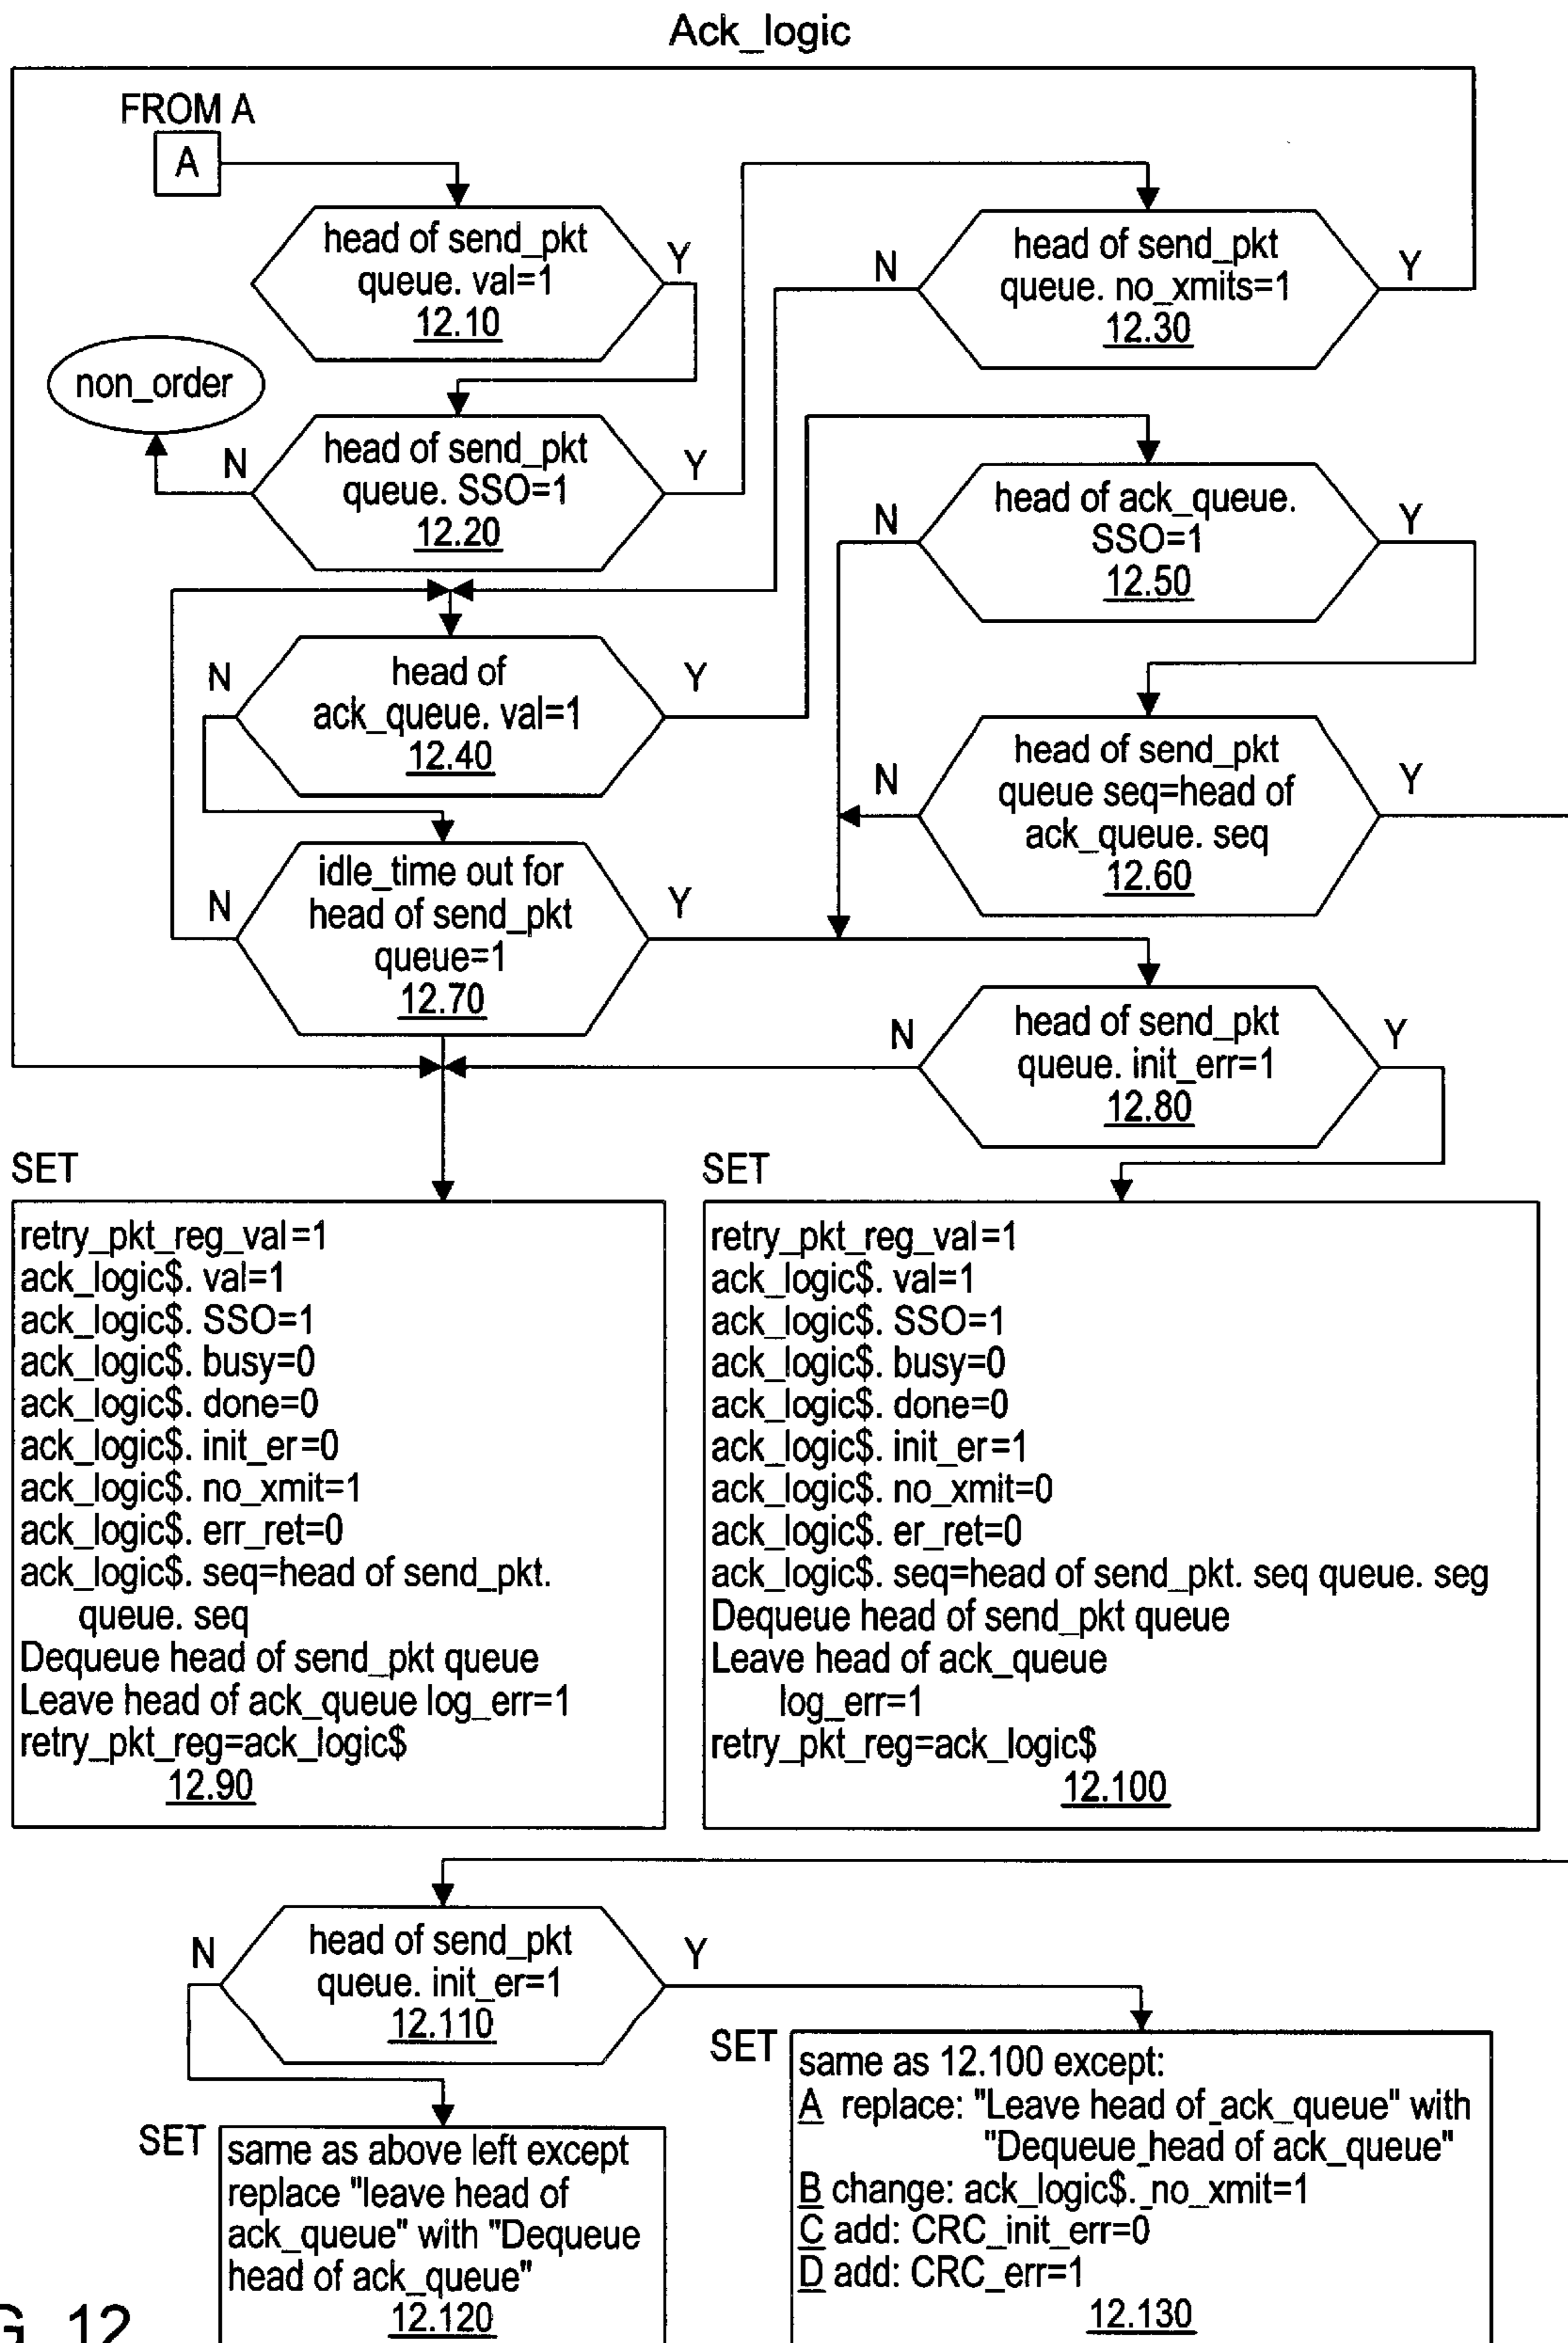 Ack_logic
FROM A
A
head of send_pkt
queue. val=1
12.10
Y
head of send_pkt
queue. no_xmits=1
12.30
N
Y
non_order
head of send_pkt
queue. SSO=1
12.20
N
Y
head of ack_queue.
SSO=1
12.50
N
Y
head of
ack_queue. val=1
12.40
N
Y
head of send_pkt
queue seq=head of
ack_queue. seq
12.60
N
Y
idle_time out for
head of send_pkt
queue=1
12.70
N
Y
head of send_pkt
queue. init_err=1
12.80
N
Y
SET
retry_pkt_reg_val=1
ack_logic$. val=1
ack_logic$. SSO=1
ack_logic$. busy=0
ack_logic$. done=0
ack_logic$. init_er=0
ack_logic$. no_xmit=1
ack_logic$. err_ret=0
ack_logic$. seq=head of send_pkt.
queue. seq
Dequeue head of send_pkt queue
Leave head of ack_queue log_err=1
retry_pkt_reg=ack_logic$
12.90
SET
retry_pkt_reg_val=1
ack_logic$. val=1
ack_logic$. SSO=1
ack_logic$. busy=0
ack_logic$. done=0
ack_logic$. init_er=1
ack_logic$. no_xmit=0
ack_logic$. er_ret=0
ack_logic$. seq=head of send_pkt. seq queue. seg
Dequeue head of send_pkt queue
Leave head of ack_queue
log_err=1
retry_pkt_reg=ack_logic$
12.100
head of send_pkt
queue. init_er=1
12.110
N
Y
SET
same as above left except
replace "leave head of
ack_queue" with "Dequeue
head of ack_queue"
12.120
SET
same as 12.100 except:
A replace: "Leave head of_ack_queue" with
"Dequeue_head of ack_queue"
B change: ack_logic$._no_xmit=1
C add: CRC_init_err=0
D add: CRC_err=1
12.130
G. 12